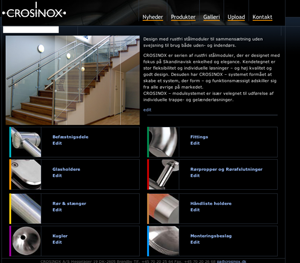 CROSINOX
Nyheder Produkter Galleri Upload Kontakt
Design med rustfri stålmoduler til sammensætning uden
svejsning til brug både uden- og indendørs.
CROSINOX er serien af rustfri stålmoduler, der er designet med
fokus på Skandinavisk enkelhed og elegance. Kendetegnet er
stor fleksibilitet og individuelle løsninger – og høj kvalitet og
godt design. Desuden har CROSINOX – systemet formået at
skabe et system, der form – og funktionsmæssigt adskiller sig
fra alle øvrige på markedet.
CROSINOX – modulsystemet er især velegnet til udførelse af
individuelle trappe- og gelænderløsninger.
edit
Befæstingsdele
Edit
Fittings
Edit
Glasholdere
Edit
Rørpropper og Rørafslutninger
Edit
Rør & stænger
Edit
Håndliste holdere
Edit
Kugler
Edit
Monteringsbeslag
Edit